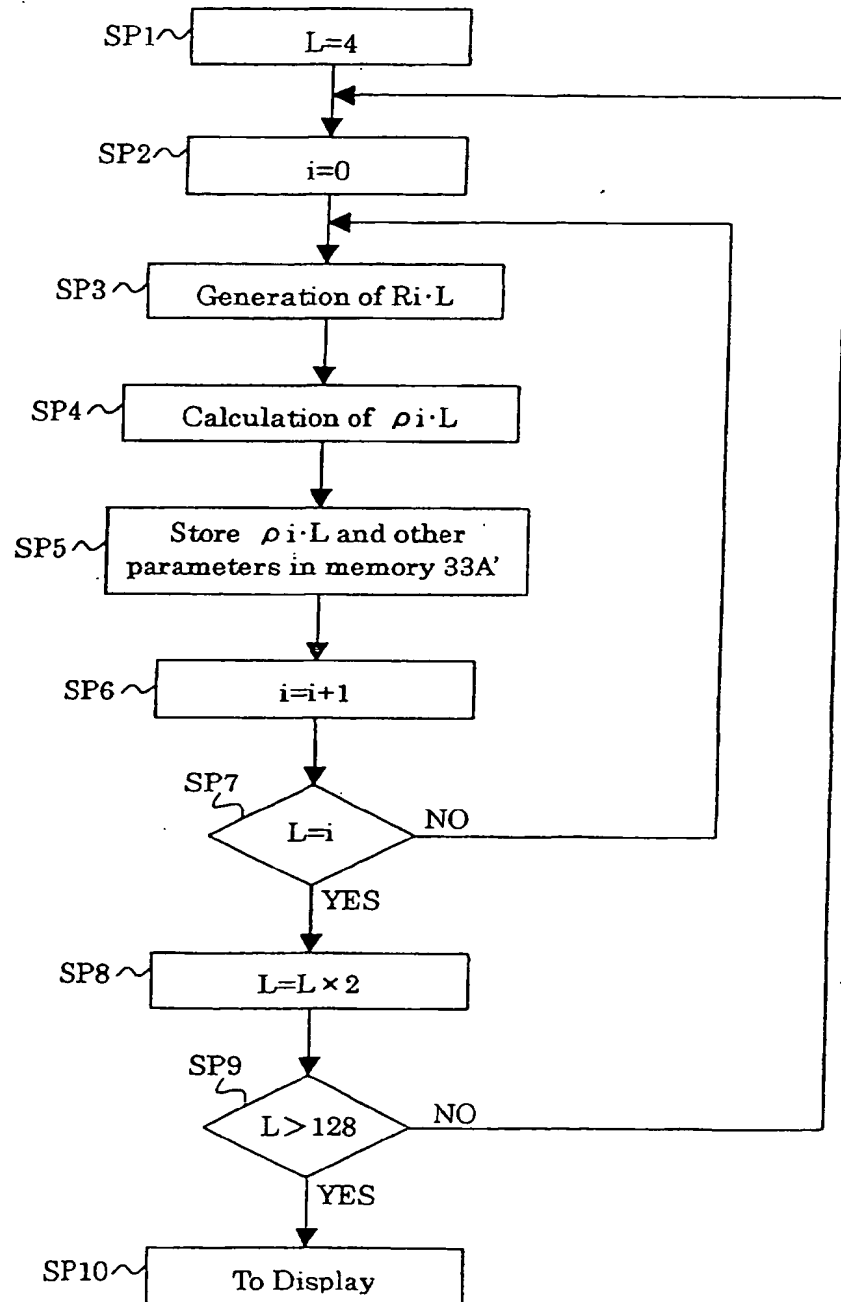 SP1
L=4
SP2
i=0
SP3
Generation of Ri·L
SP4
Calculation of ρi·L
SP5
Store ρi·L and other
parameters in memory 33A'
SP6
i=i+1
SP7
L=i
NO
YES
SP8
L=L×2
SP9
L>128
NO
YES
SP10
To Display